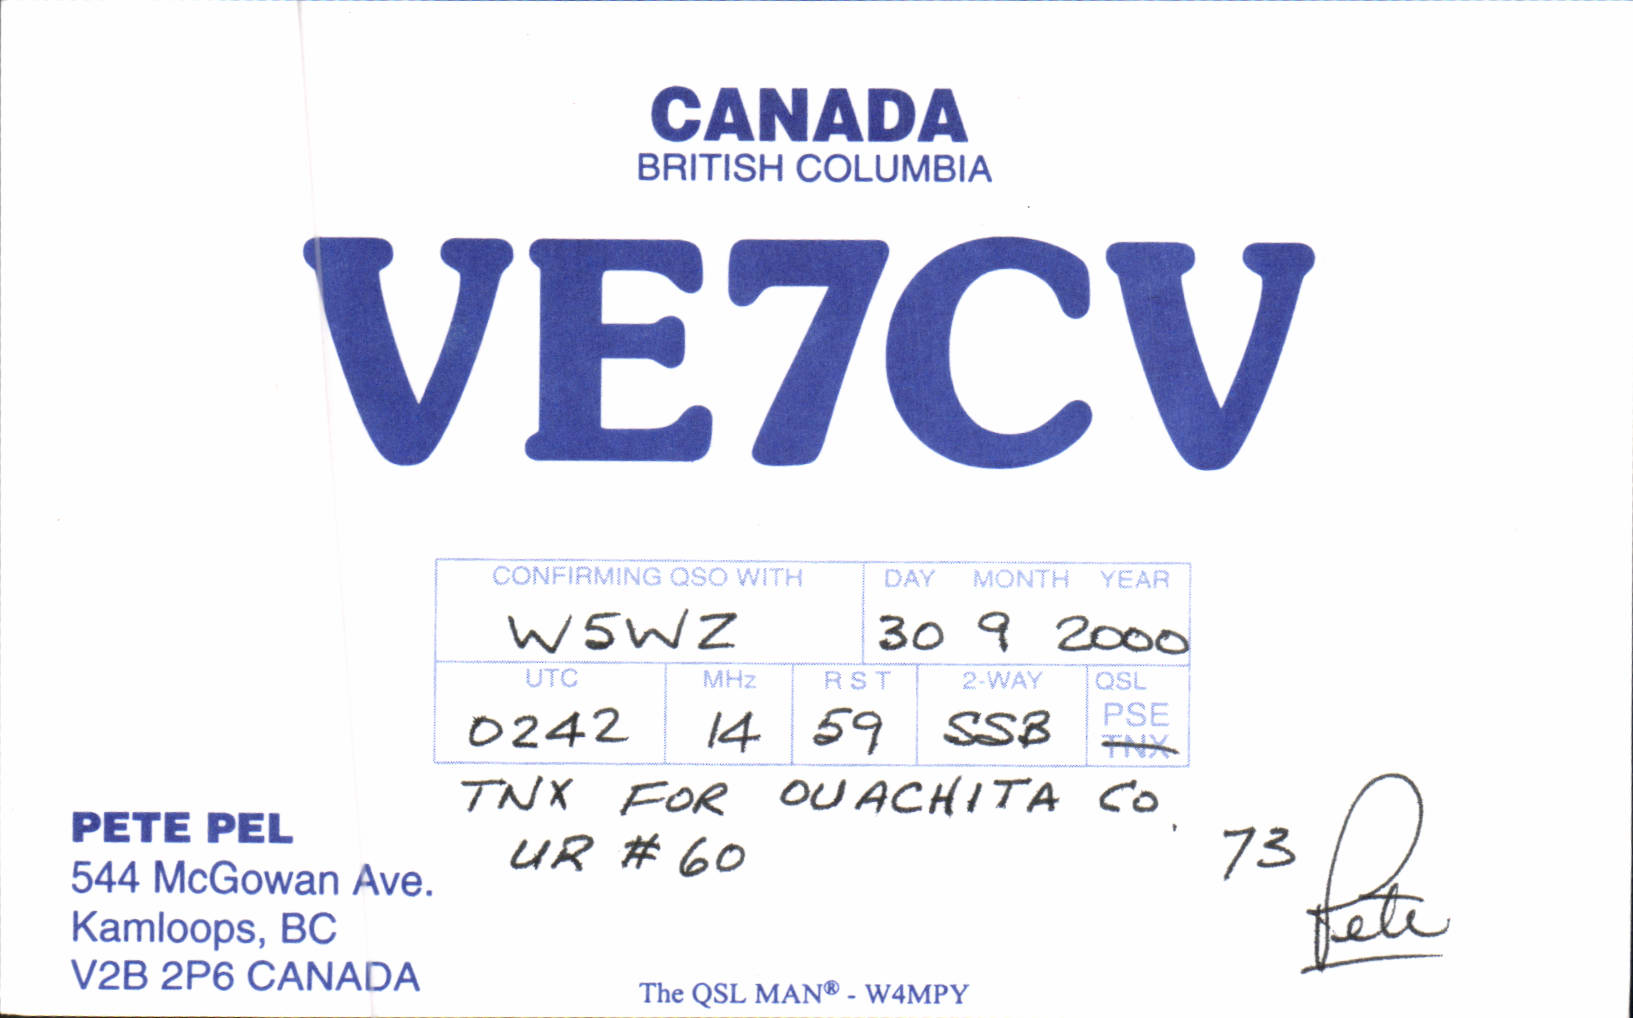 CANADA
BRITISH COLUMBIA
VE7CV
CONFIRMING QSO WITH DAY MONTH YEAR
W5WZ 30 9 2000
UTC MHz RST 2-WAY QSL
0242 14 59 SSB PSE
TNX
TNX FOR OUACHITA CO.
UR # 60
73 Pete
PETE PEL
544 McGowan Ave.
Kamloops, BC
V2B 2P6 CANADA
The QSL MAN® - W4MPY